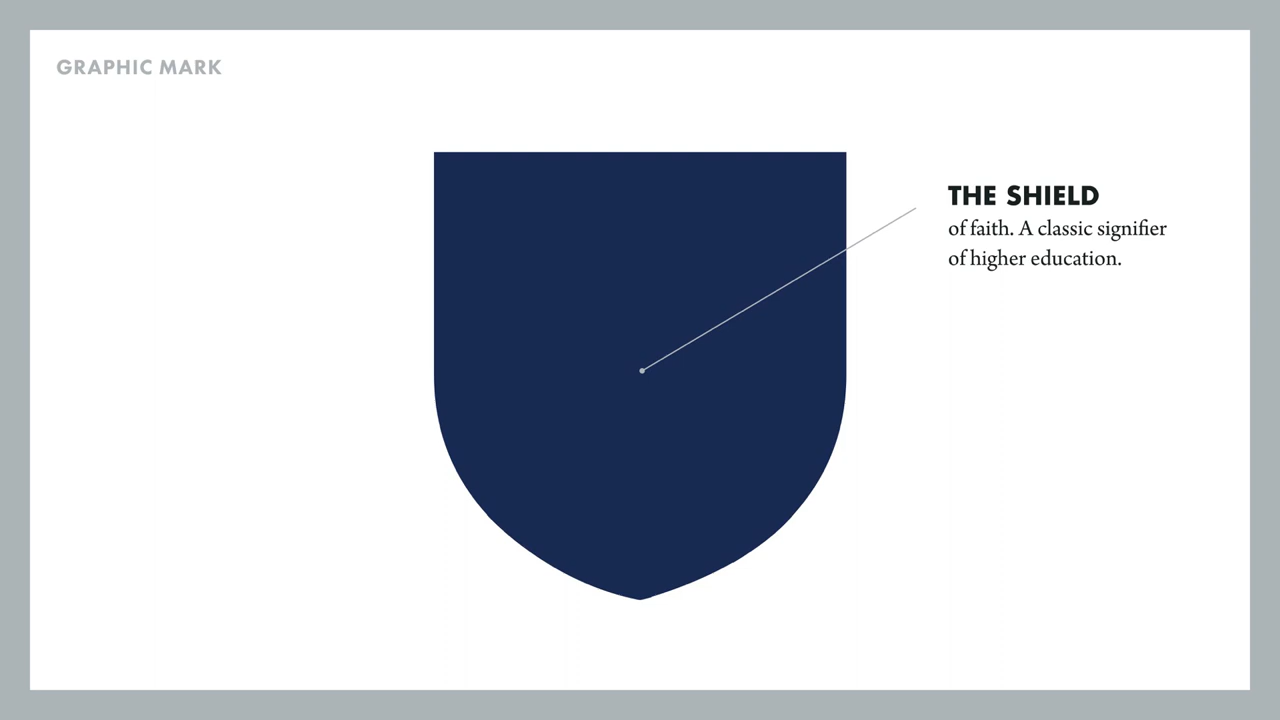 GRAPHIC MARK
THE SHIELD
of faith. A classic signifier
of higher education.